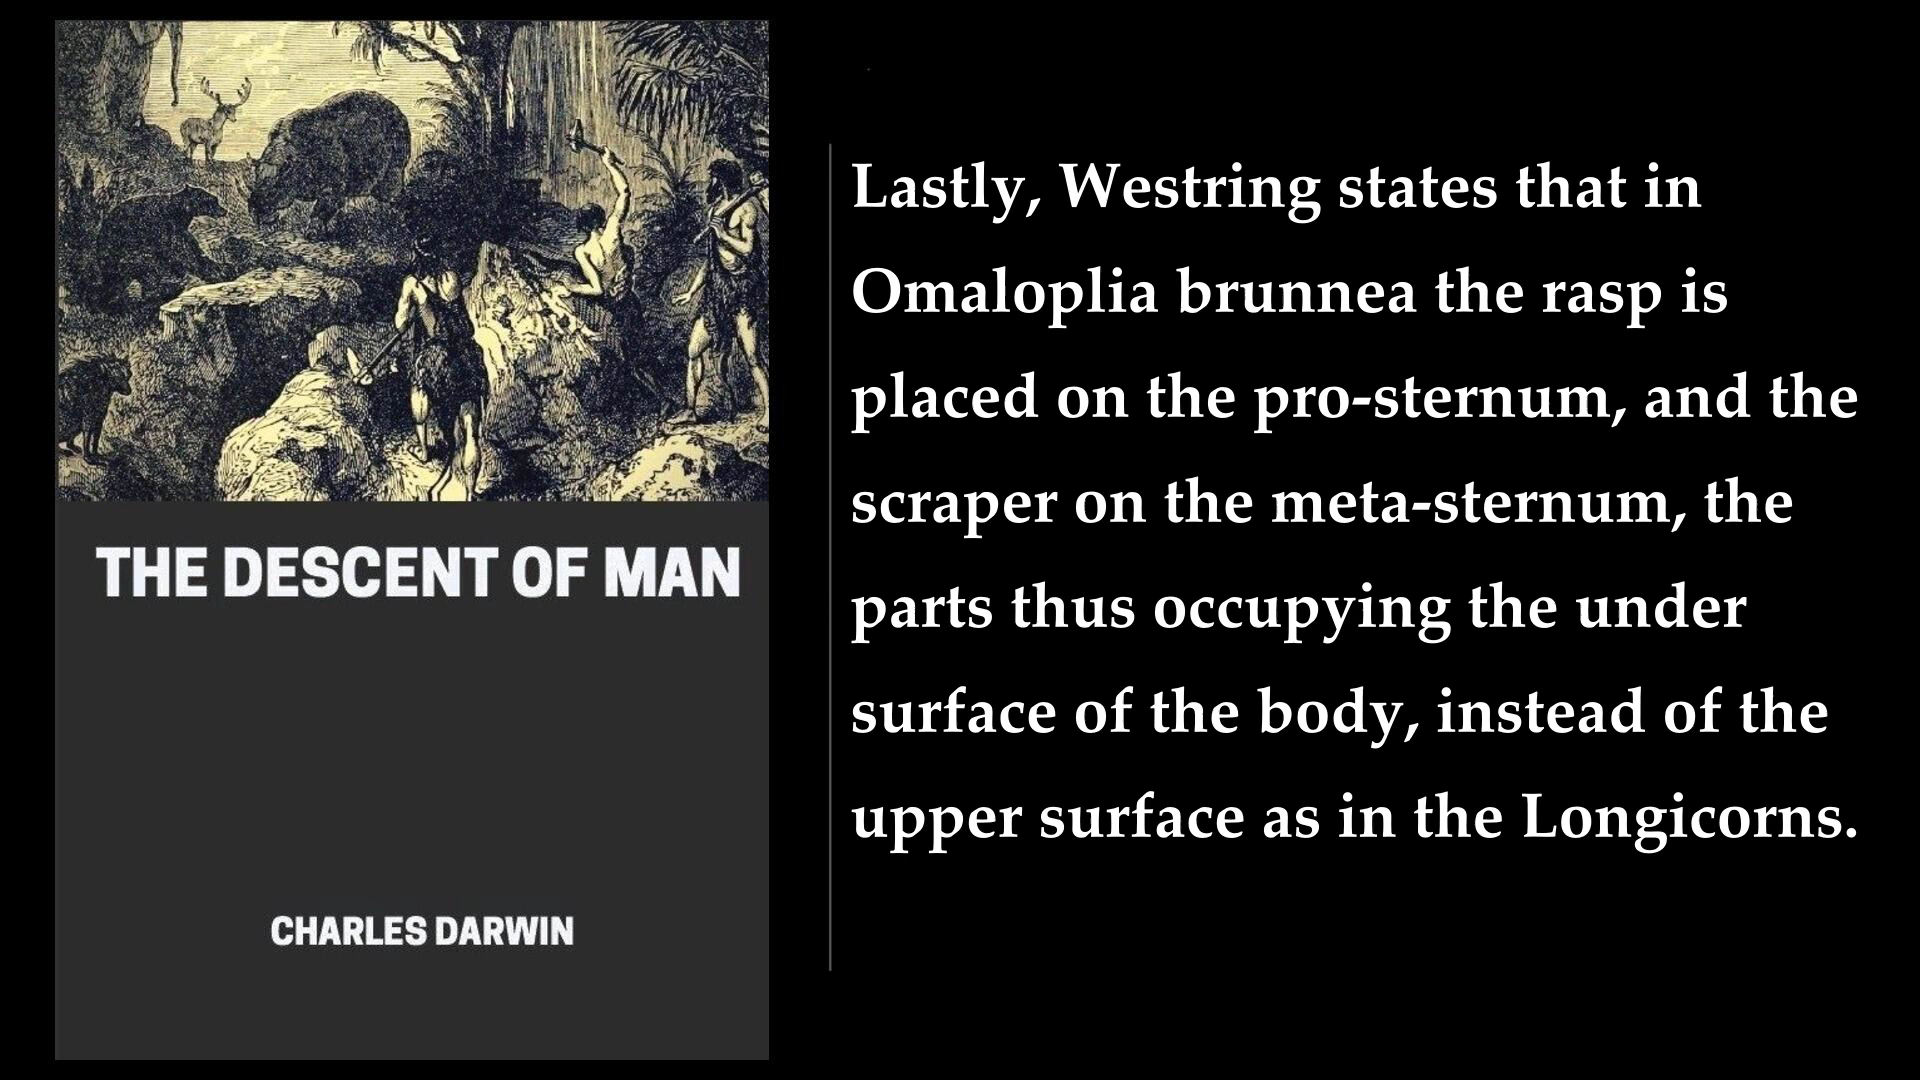 THE DESCENT OF MAN
CHARLES DARWIN
Lastly, Westring states that in
Omaloplia brunnea the rasp is
placed on the pro-sternum, and the
scraper on the meta-sternum, the
parts thus occupying the under
surface of the body, instead of the
upper surface as in the Longicorns.